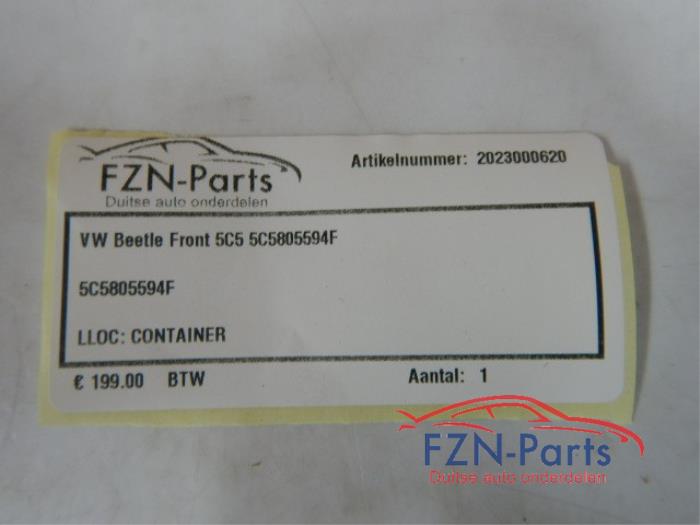 FZN-Parts
Duitse auto onderdelen
Artikelnummer: 2023000620
VW Beetle Front 5C5 5C5805594F
5C5805594F
LLOC: CONTAINER
€ 199.00 BTW Aantal: 1
FZN-Parts
Duitse auto onderdelen